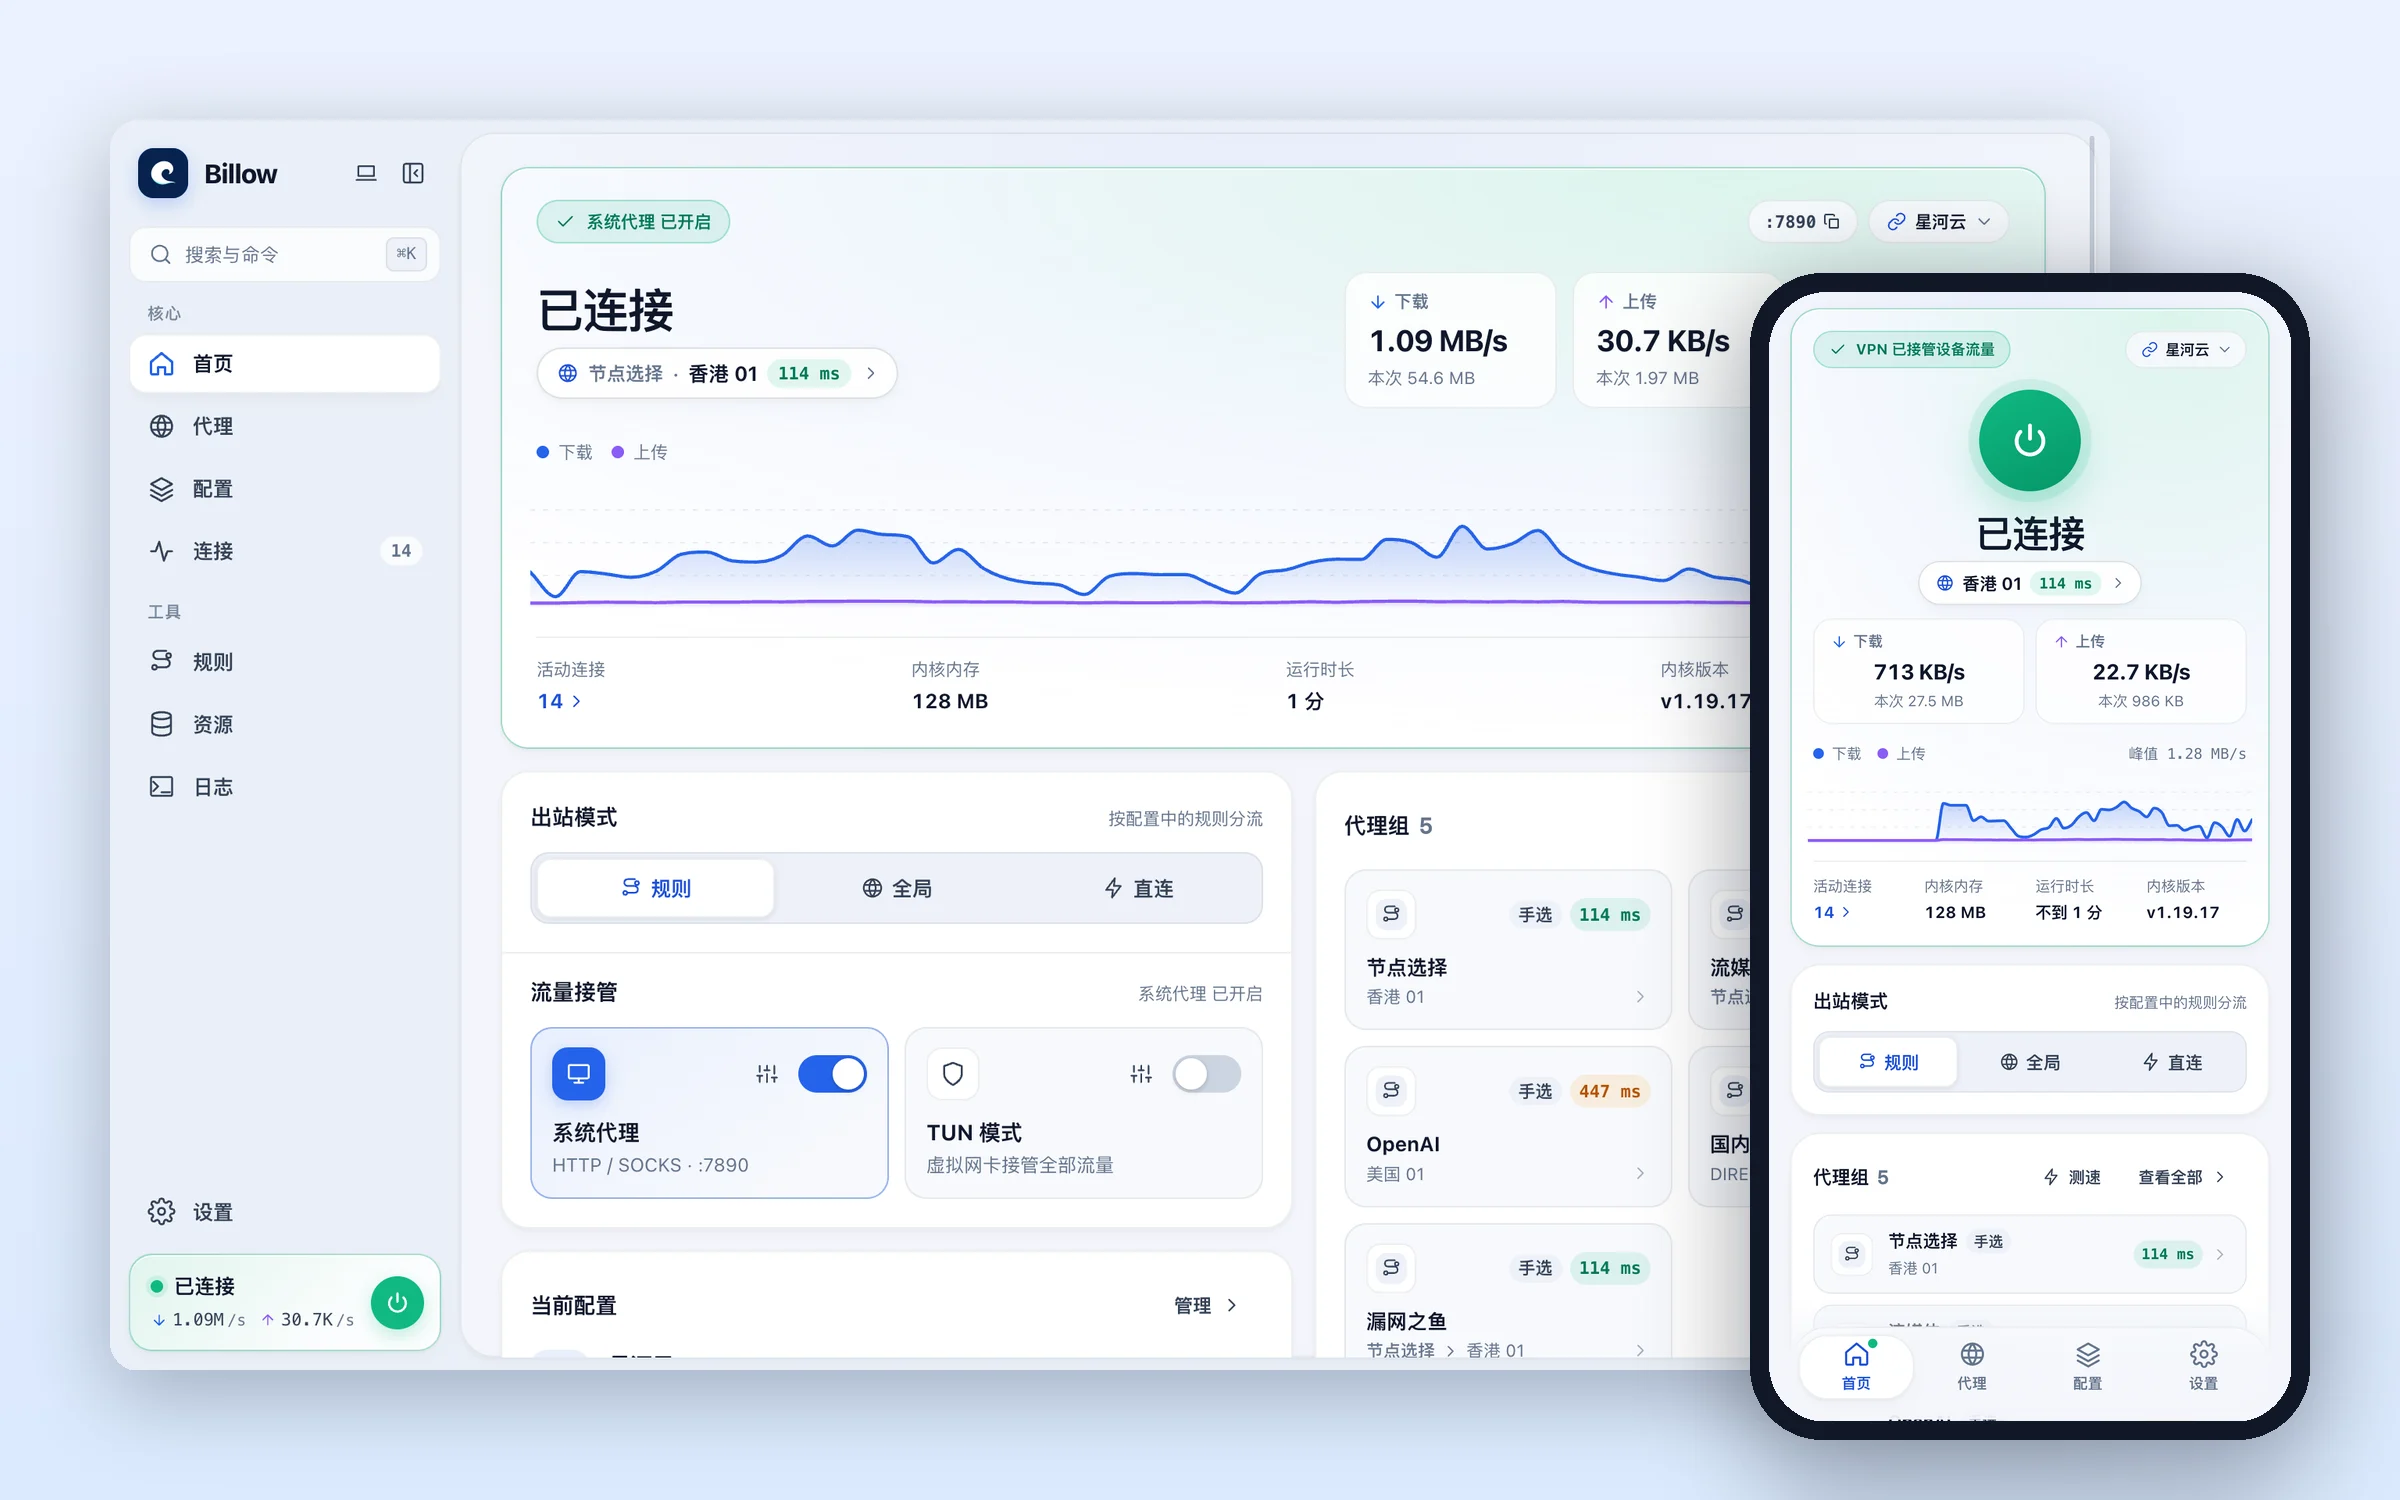 Billow
搜索与命令
⌘K
核心
首页
代理
配置
连接
14
工具
规则
资源
日志
设置
已连接
1.09M/s
30.7K/s
系统代理 已开启
:7890
星河云
已连接
节点选择 · 香港 01 114 ms
下载
1.09 MB/s
本次 54.6 MB
上传
30.7 KB/s
本次 1.97 MB
下载 上传
活动连接
14
内核内存
128 MB
运行时长
1 分
内核版本
v1.19.17
出站模式
按配置中的规则分流
规则
全局
直连
流量接管
系统代理 已开启
系统代理
HTTP / SOCKS · :7890
TUN 模式
虚拟网卡接管全部流量
当前配置
管理
代理组 5
手选 114 ms
节点选择
香港 01
流媒
节点
手选 447 ms
OpenAI
美国 01
国内
DIRE
手选 114 ms
漏网之鱼
节点选择 > 香港 01
VPN 已接管设备流量
星河云
已连接
香港 01 114 ms
下载
713 KB/s
本次 27.5 MB
上传
22.7 KB/s
本次 986 KB
下载 上传
峰值 1.28 MB/s
活动连接
14
内核内存
128 MB
运行时长
不到 1 分
内核版本
v1.19.17
出站模式
按配置中的规则分流
规则
全局
直连
代理组 5
测速
查看全部
节点选择 手选
香港 01
114 ms
首页
代理
配置
设置